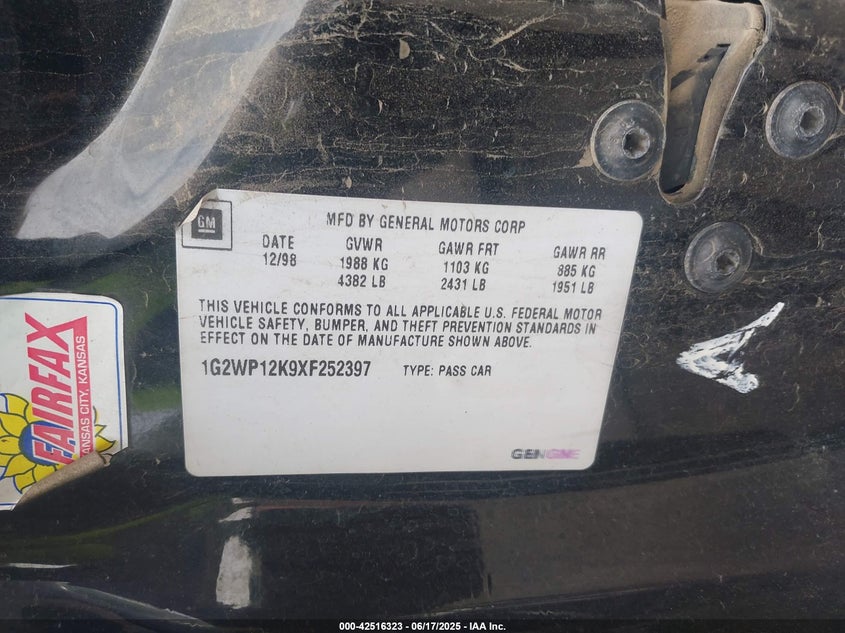 GM
MFD BY GENERAL MOTORS CORP
DATE GVWR GAWR FRT GAWR RR
12/98 1988 KG 1103 KG 885 KG
4382 LB 2431 LB 1951 LB
THIS VEHICLE CONFORMS TO ALL APPLICABLE U.S. FEDERAL MOTOR
VEHICLE SAFETY, BUMPER, AND THEFT PREVENTION STANDARDS IN
EFFECT ON THE DATE OF MANUFACTURE SHOWN ABOVE.
1G2WP12K9XF252397 TYPE: PASS CAR
FAIRFAX
KANSAS CITY, KANSAS
000-42516323 - 06/17/2025 - IAA Inc.